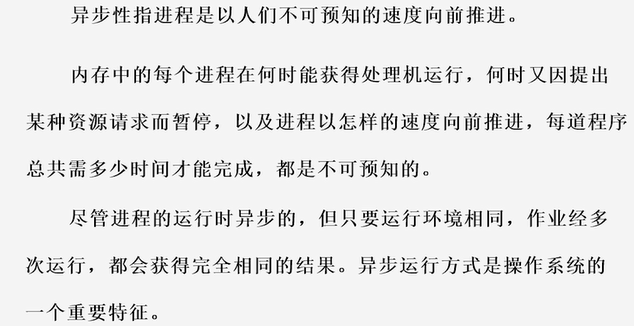 异步性指进程是以人们不可预知的速度向前推进。
内存中的每个进程在何时能获得处理机运行，何时又因提出
某种资源请求而暂停，以及进程以怎样的速度向前推进，每道程序
总共需多少时间才能完成，都是不可预知的。
尽管进程的运行时异步的，但只要运行环境相同，作业经多
次运行，都会获得完全相同的结果。异步运行方式是操作系统的
一个重要特征。